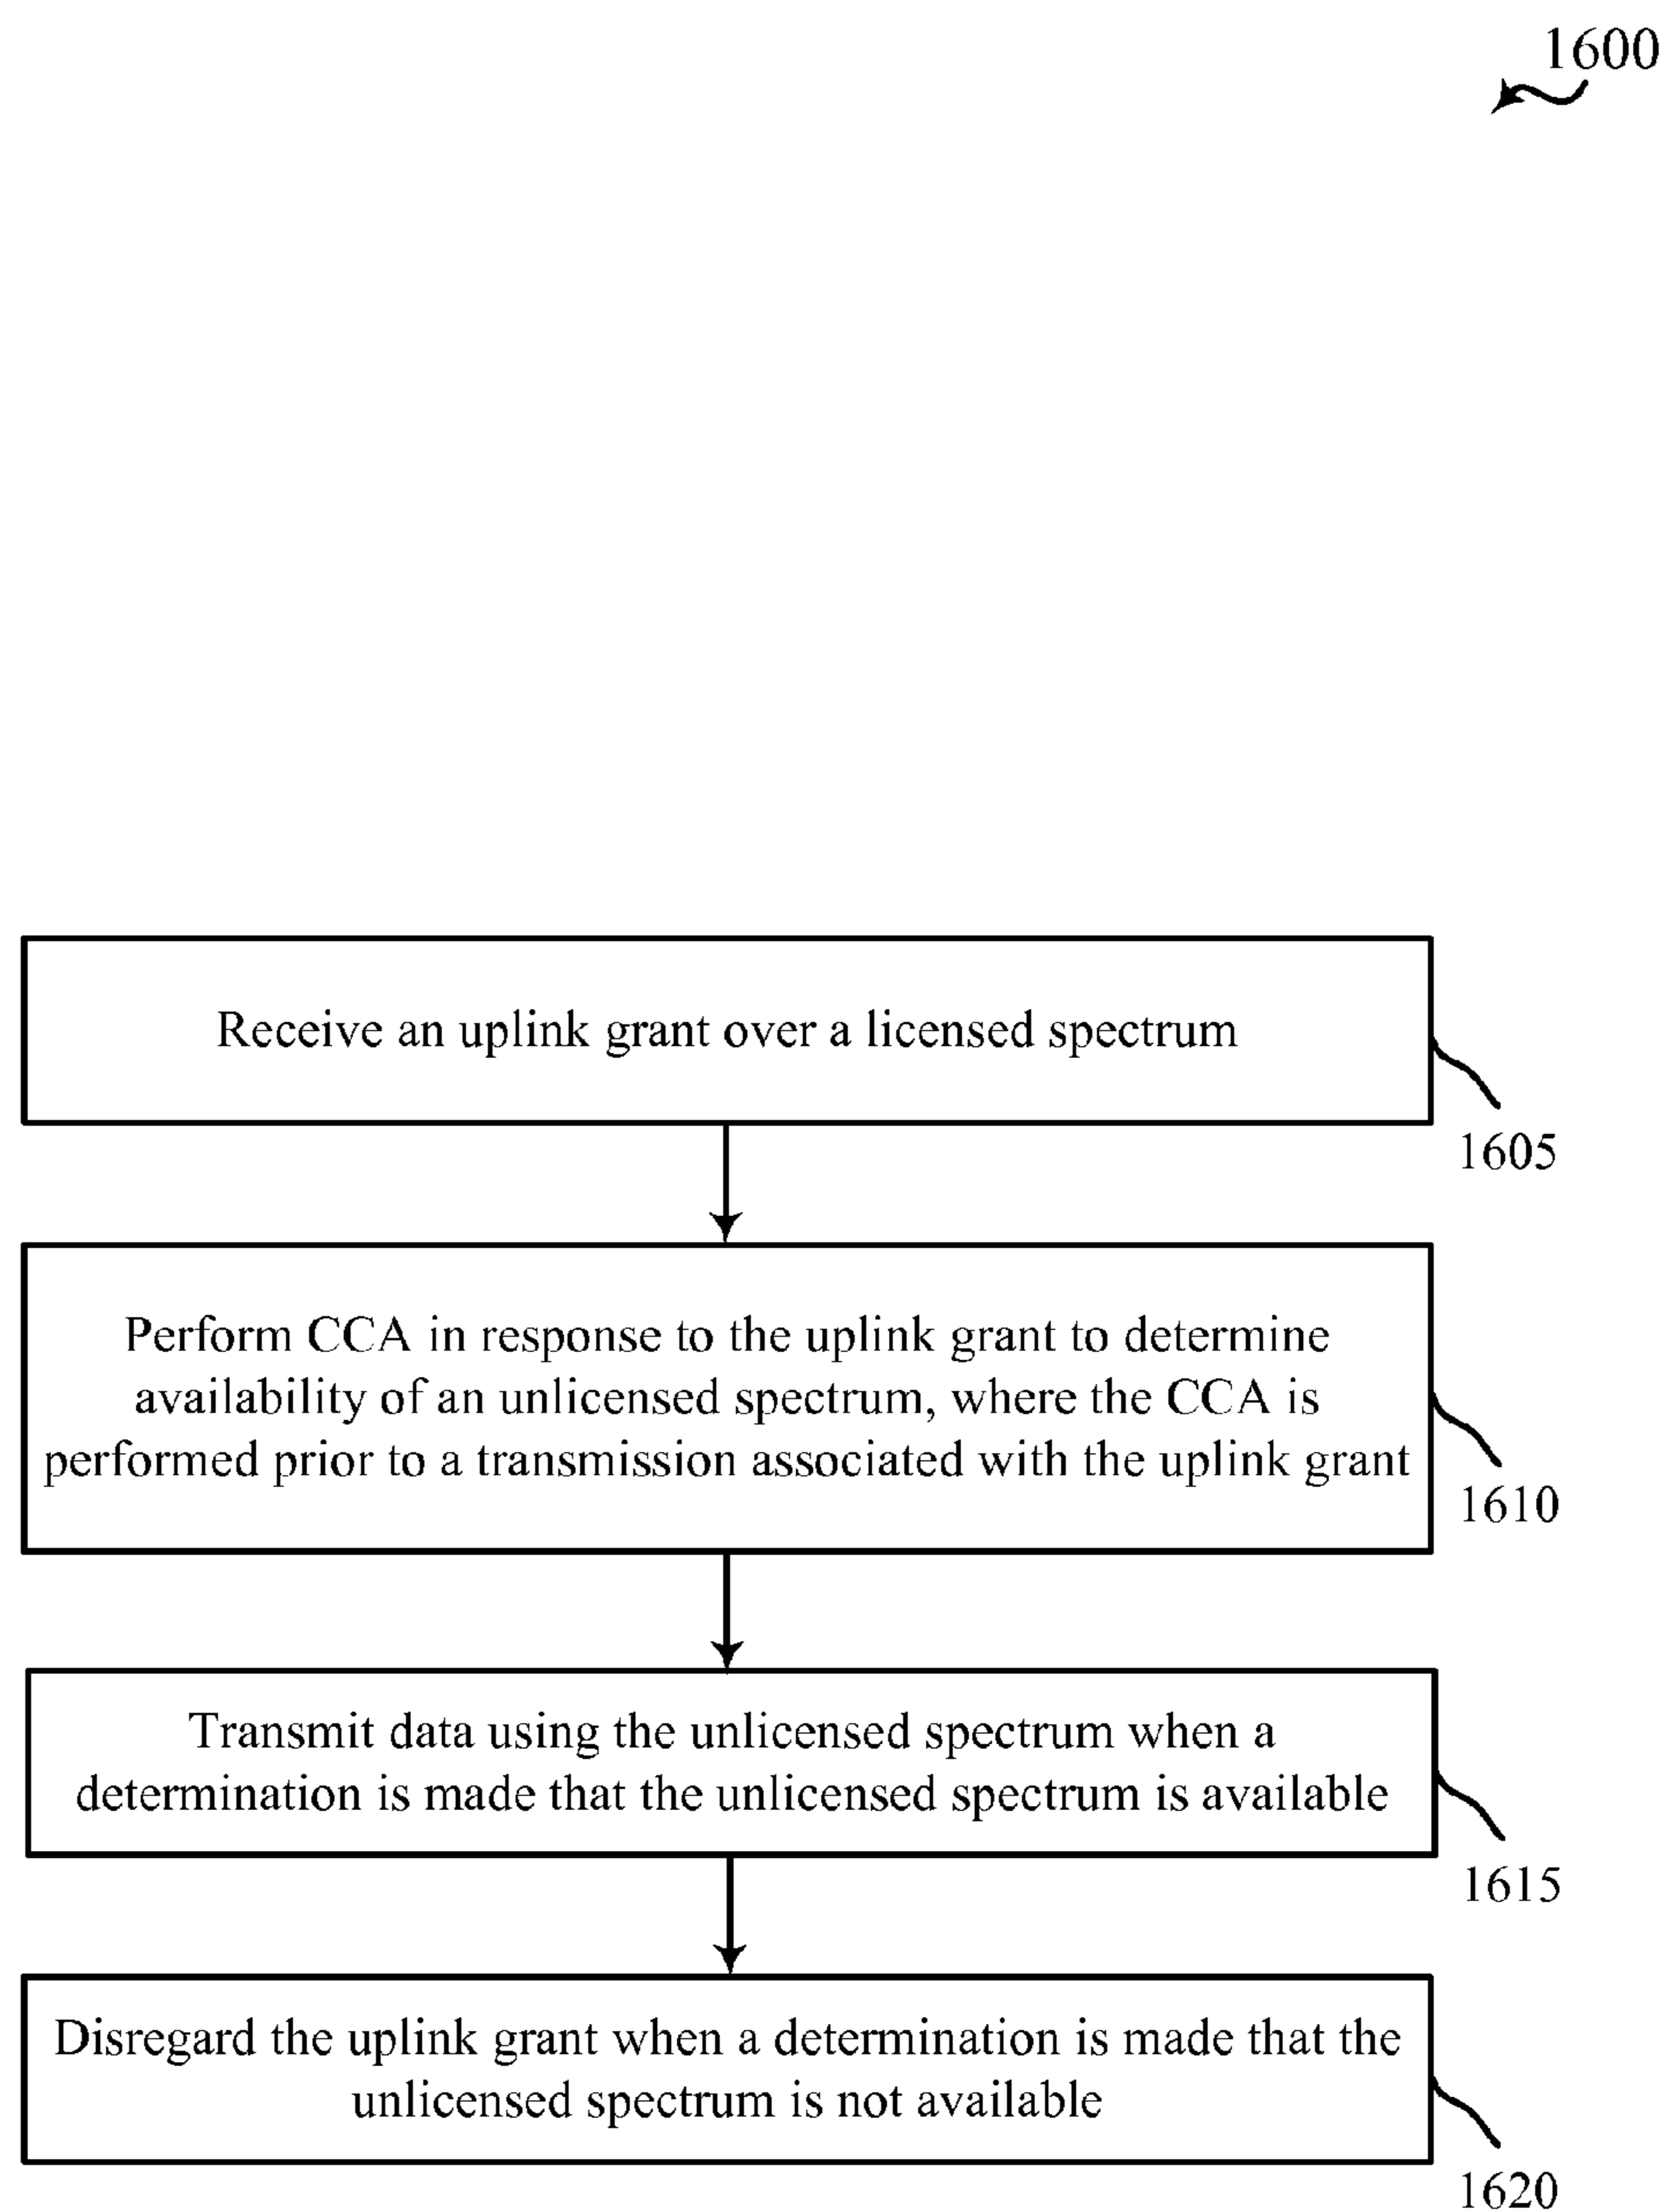 1600
Receive an uplink grant over a licensed spectrum
1605
Perform CCA in response to the uplink grant to determine
availability of an unlicensed spectrum, where the CCA is
performed prior to a transmission associated with the uplink grant
1610
Transmit data using the unlicensed spectrum when a
determination is made that the unlicensed spectrum is available
1615
Disregard the uplink grant when a determination is made that the
unlicensed spectrum is not available
1620